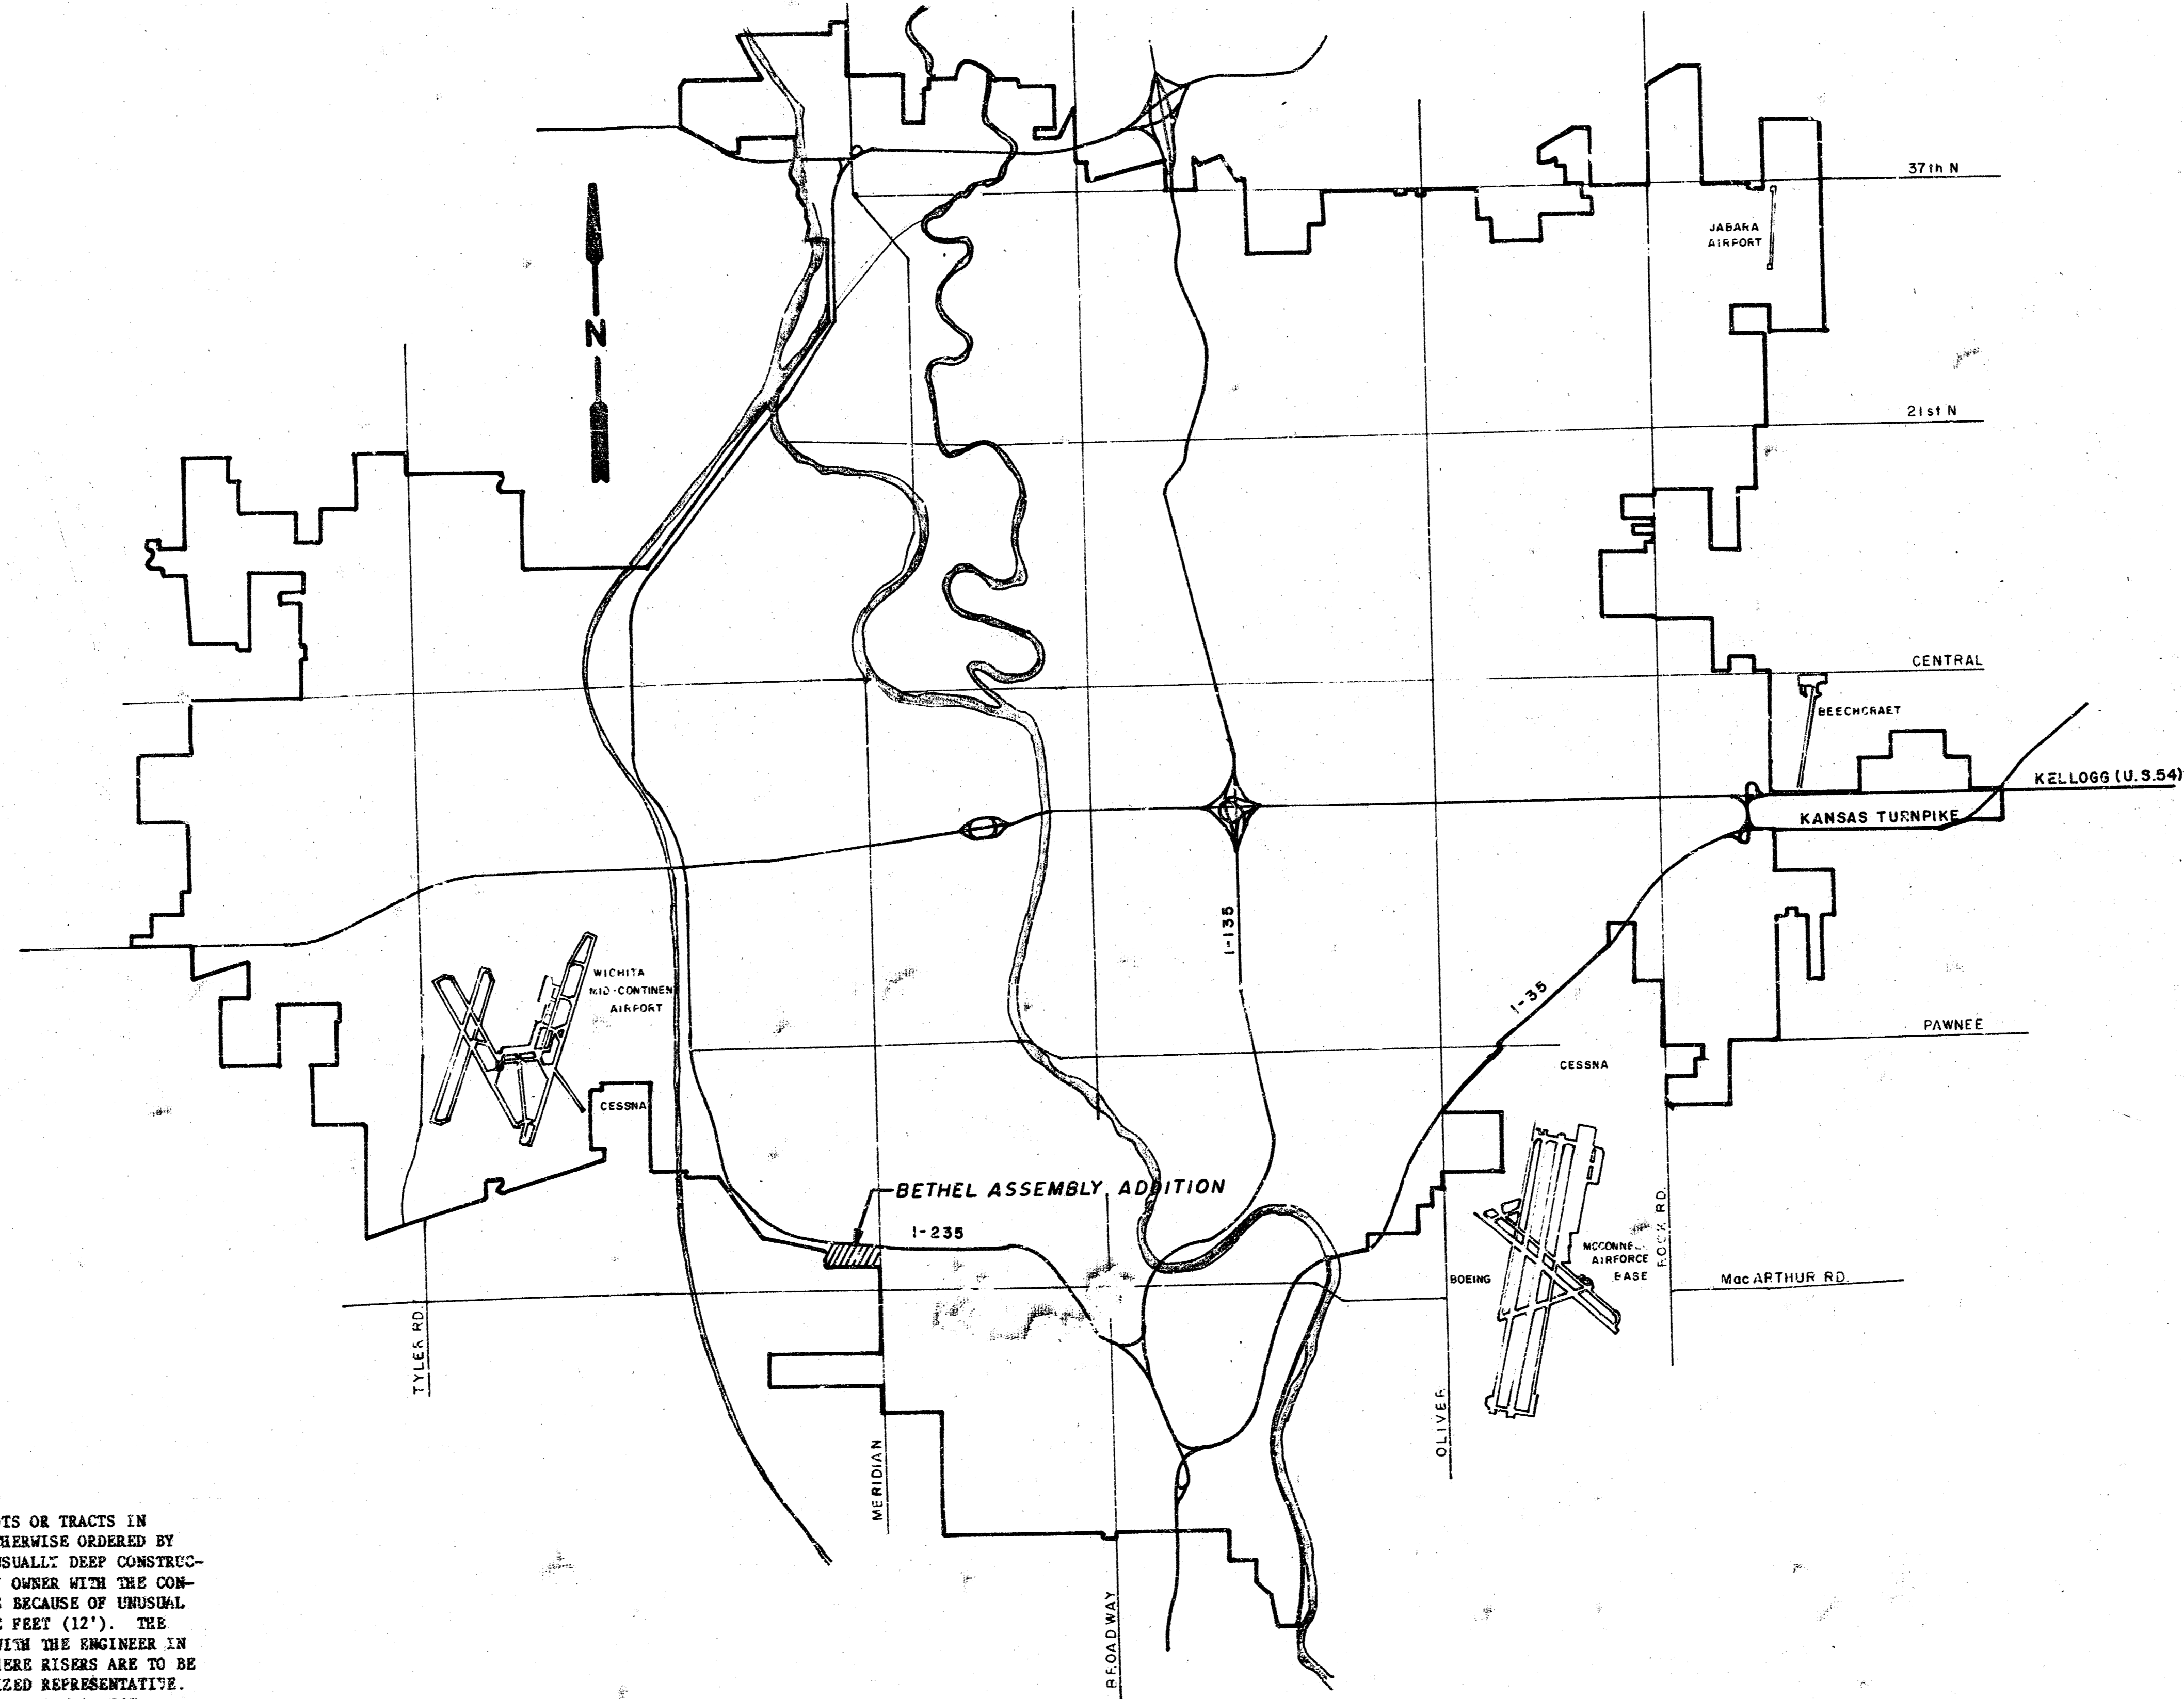 37th N
JABARA
AIRPORT
N
21st N
CENTRAL
BEECHCRAFT
KELLOGG (U.S.54)
KANSAS TURNPIKE
I-135
WICHITA
MID-CONTINEN
AIRPORT
I-35
PAWNEE
CESSNA
CESSNA
BETHEL ASSEMBLY ADDITION
I-235
ROCK RD.
MCCONNELL
AIRFORCE
BASE
BOEING
MacARTHUR RD.
TYLER RD.
OLIVER
MERIDIAN
BROADWAY
TS OR TRACTS IN
HERWISE ORDERED BY
USUALLY DEEP CONSTRUC-
OWNER WITH THE CON-
BECAUSE OF UNUSUAL
E FEET (12'). THE
WITH THE ENGINEER IN
HERE RISERS ARE TO BE
IZED REPRESENTATIVE.